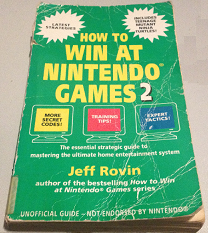 LATEST
STRATEGIES
INCLUDES
TEENAGE
MUTANT
NINJA
TURTLES!
HOW TO
WIN AT
NINTENDO®
GAMES 2
MORE
SECRET
CODES!
TRAINING
TIPS!
EXPERT
TACTICS!
The essential strategic guide to
mastering the ultimate home entertainment system
Jeff Rovin
author of the bestselling How to Win
at Nintendo® Games series
UNOFFICIAL GUIDE – NOT ENDORSED BY NINTENDO®